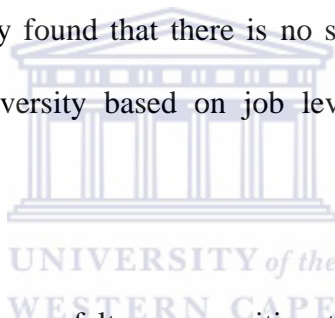 y found that there is no s
versity based on job lev
UNIVERSITY of the
WESTERN CAPE